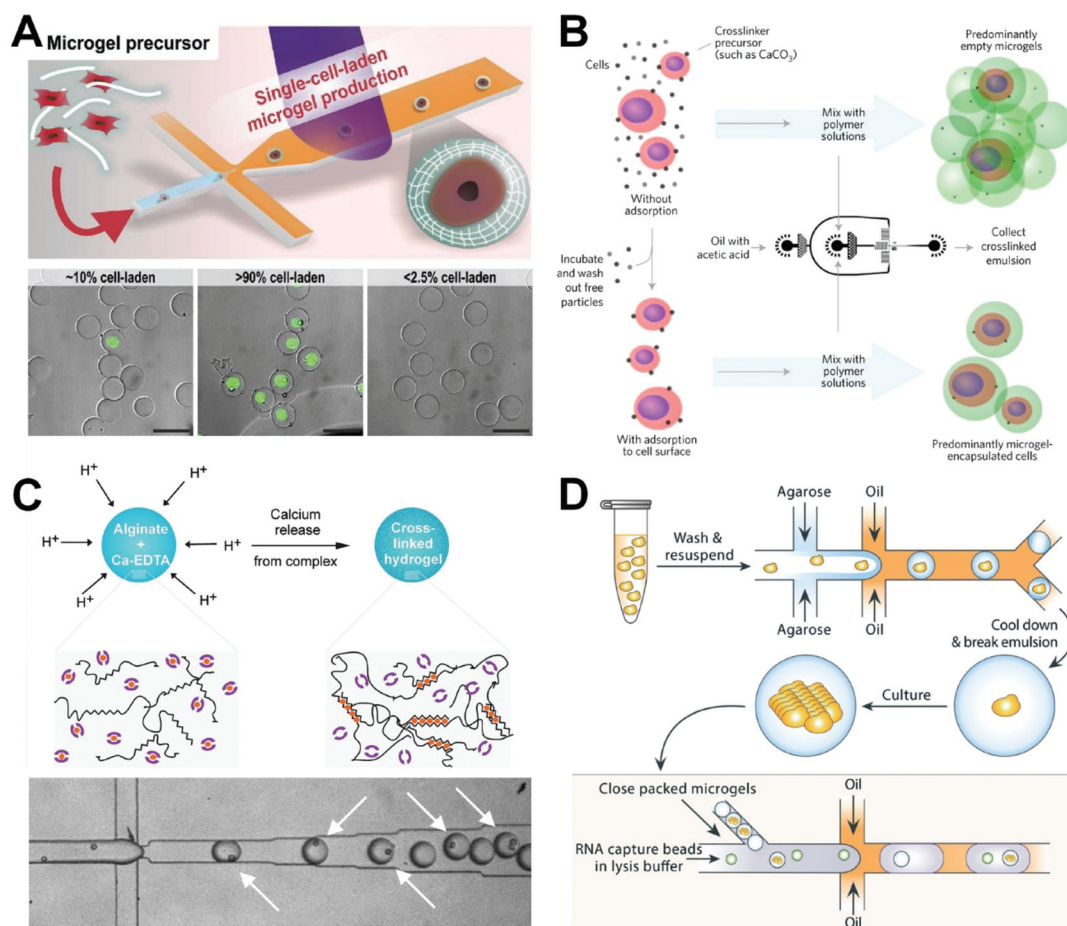 A
Microgel precursor
Single-cell-laden
microgel production
~10% cell-laden
>90% cell-laden
<2.5% cell-laden
B
Cells
Crosslinker
precursor
(such as CaCO3)
Predominantly
empty microgels
Mix with
polymer
solutions
Without
adsorption
Oil with
acetic acid
Collect
crosslinked
emulsion
Incubate
and wash
out free
particles
Mix with
polymer
solutions
With adsorption
to cell surface
Predominantly microgel-
encapsulated cells
C
H+
H+
H+
H+
H+
H+
Alginate
+
Ca-EDTA
Calcium
release
from complex
Cross-
linked
hydrogel
D
Agarose
Oil
Wash &
resuspend
Agarose
Oil
Cool down
& break emulsion
Culture
Close packed microgels
Oil
RNA capture beads
in lysis buffer
Oil